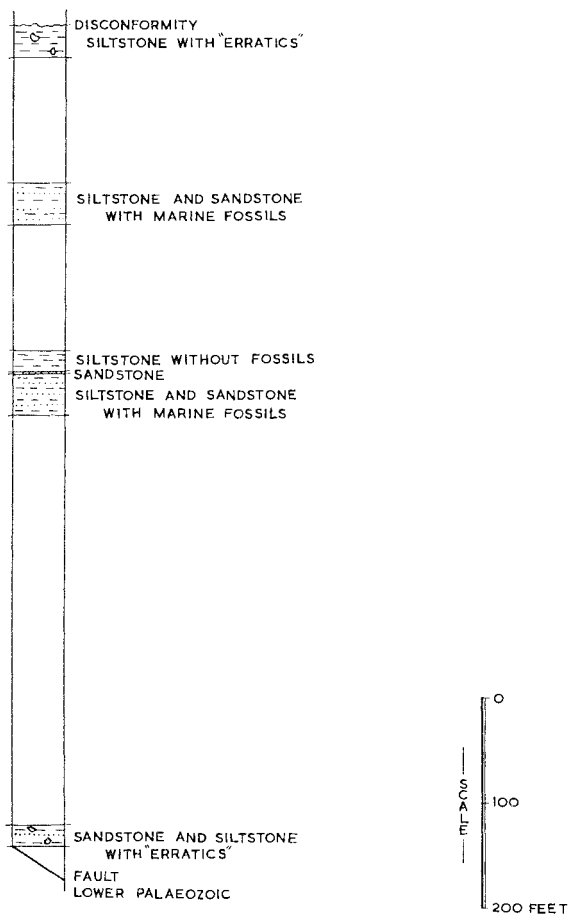 DISCONFORMITY
SILTSTONE WITH "ERRATICS"
SILTSTONE AND SANDSTONE
WITH MARINE FOSSILS
SILTSTONE WITHOUT FOSSILS
SANDSTONE
SILTSTONE AND SANDSTONE
WITH MARINE FOSSILS
SANDSTONE AND SILTSTONE
WITH "ERRATICS"
FAULT
LOWER PALAEOZOIC
SCALE
0
100
200 FEET